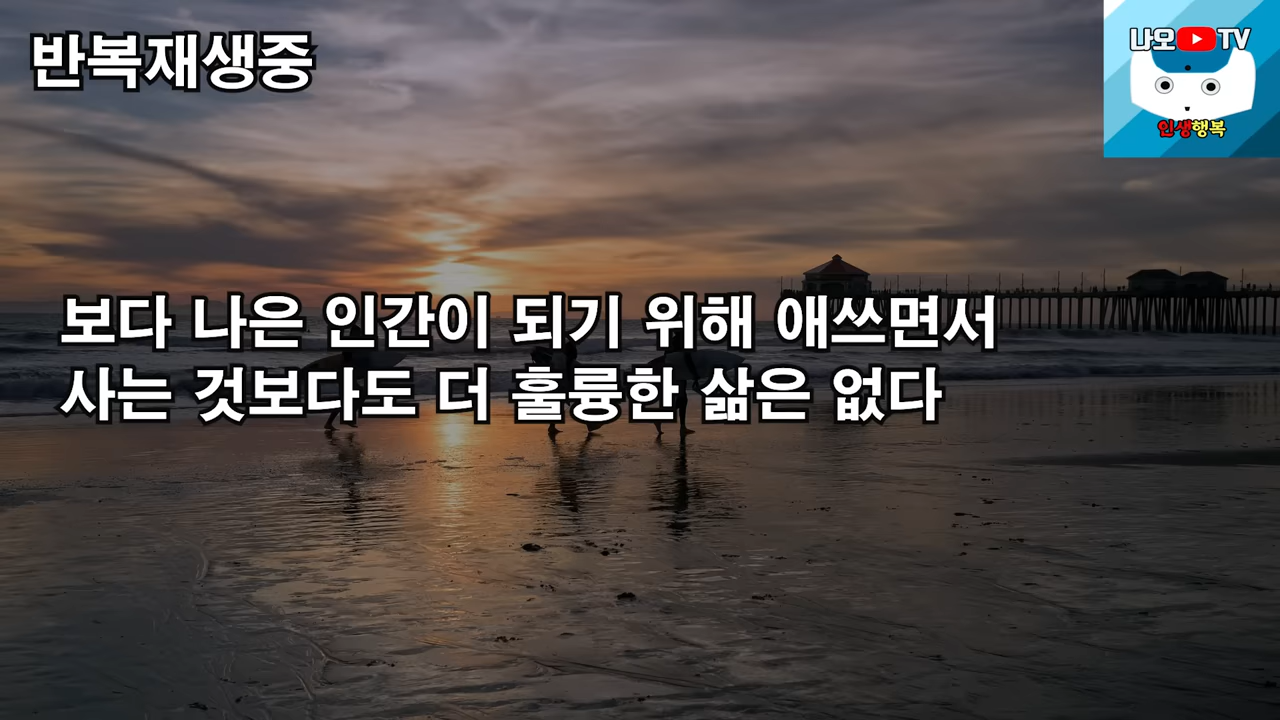 반복재생중
나오 TV
인생행복
보다 나은 인간이 되기 위해 애쓰면서
사는 것보다도 더 훌륭한 삶은 없다